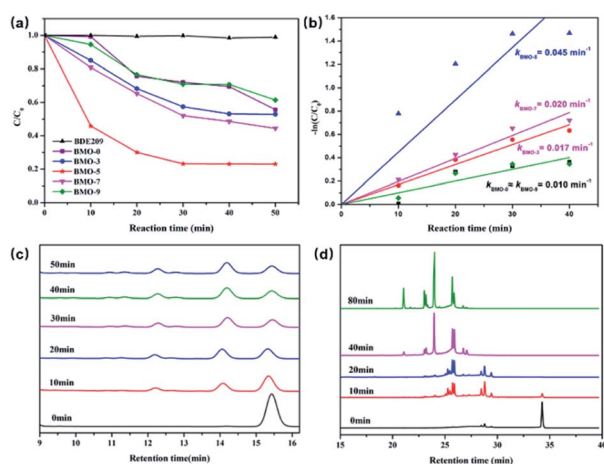 (a)
C/C₀
1.0
0.8
0.6
0.4
0.2
0.0
BDE209
BMO-0
BMO-3
BMO-5
BMO-7
BMO-9
0 10 20 30 40 50
Reaction time (min)
(b)
-ln(C/C₀)
-1.6
-1.4
-1.2
-1.0
-0.8
-0.6
-0.4
-0.2
0.0
k BMO-5 = 0.045 min⁻¹
k BMO-7 = 0.020 min⁻¹
k BMO-3 = 0.017 min⁻¹
k BMO-0 ≈ k BMO-9 = 0.010 min⁻¹
0 10 20 30 40
Reaction time (min)
(c)
50min
40min
30min
20min
10min
0min
9 10 11 12 13 14 15 16
Retention time(min)
(d)
80min
40min
20min
10min
0min
15 20 25 30 35 40
Retention time (min)